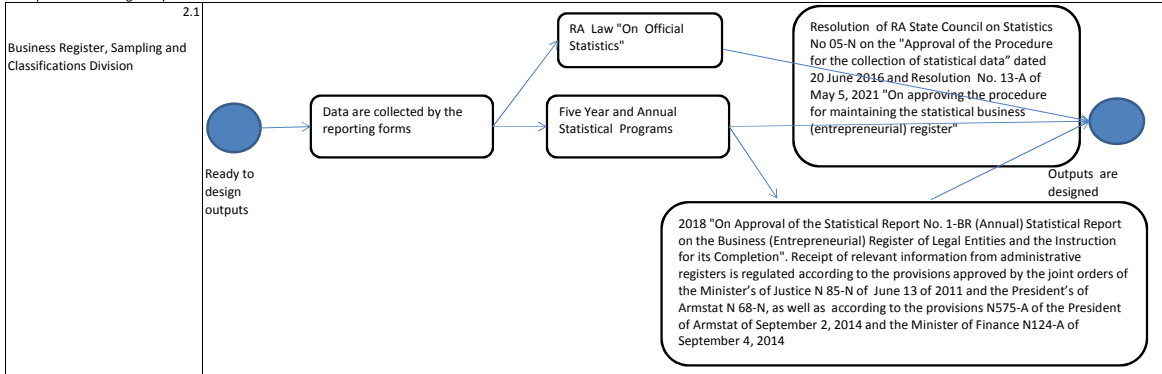 2.1
Business Register, Sampling and
Classifications Division
Ready to
design
outputs
Data are collected by the
reporting forms
RA Law "On Official
Statistics"
Five Year and Annual
Statistical Programs
Resolution of RA State Council on Statistics
No 05-N on the "Approval of the Procedure
for the collection of statistical data" dated
20 June 2016 and Resolution No. 13-A of
May 5, 2021 "On approving the procedure
for maintaining the statistical business
(entrepreneurial) register"
Outputs are
designed
2018 "On Approval of the Statistical Report No. 1-BR (Annual) Statistical Report
on the Business (Entrepreneurial) Register of Legal Entities and the Instruction
for its Completion". Receipt of relevant information from administrative
registers is regulated according to the provisions approved by the joint orders of
the Minister's of Justice N 85-N of June 13 of 2011 and the President's of
Armstat N 68-N, as well as according to the provisions N575-A of the President
of Armstat of September 2, 2014 and the Minister of Finance N124-A of
September 4, 2014